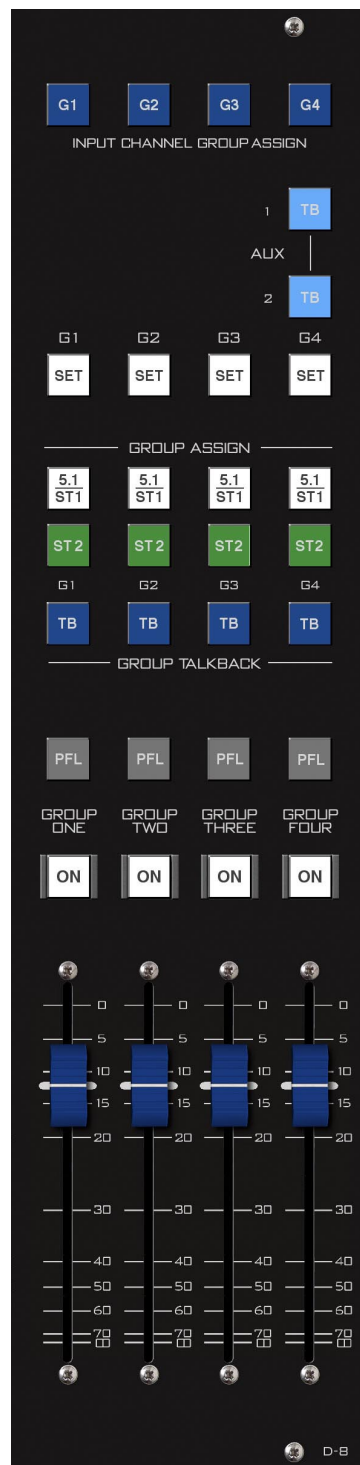 G1 G2 G3 G4
INPUT CHANNEL GROUP ASSIGN
1 TB
AUX
2 TB
G1 G2 G3 G4
SET SET SET SET
GROUP ASSIGN
5.1 5.1 5.1 5.1
ST1 ST1 ST1 ST1
ST2 ST2 ST2 ST2
G1 G2 G3 G4
TB TB TB TB
GROUP TALKBACK
PFL PFL PFL PFL
GROUP GROUP GROUP GROUP
ONE TWO THREE FOUR
ON ON ON ON
0 0 0 0
5 5 5 5
10 10 10 10
15 15 15 15
20 20 20 20
30 30 30 30
40 40 40 40
50 50 50 50
60 60 60 60
70 70 70 70
D-8